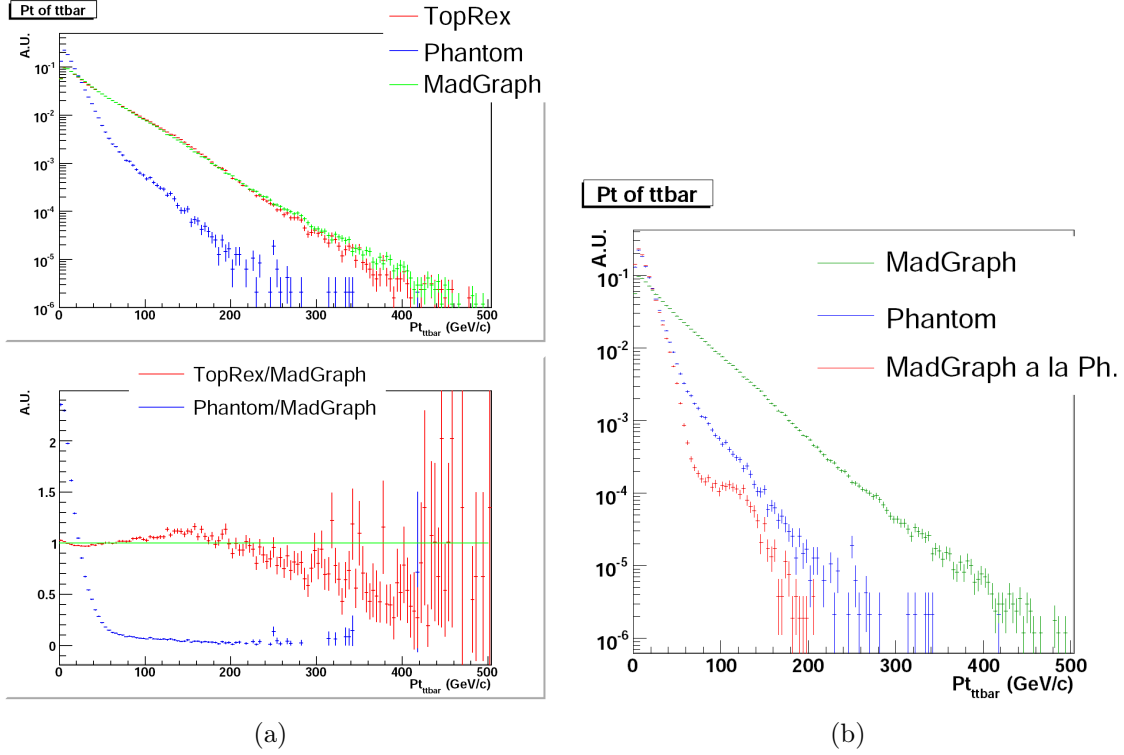 Pt of ttbar
TopRex
Phantom
MadGraph
A.U.
10^-1
10^-2
10^-3
10^-4
10^-5
10^-6
0 100 200 300 400 500
Pt_ttbar (GeV/c)
TopRex/MadGraph
Phantom/MadGraph
A.U.
2
1.5
1
0.5
0
0 100 200 300 400 500
Pt_ttbar (GeV/c)
(a)
Pt of ttbar
MadGraph
Phantom
MadGraph a la Ph.
A.U.
10^-1
10^-2
10^-3
10^-4
10^-5
10^-6
0 100 200 300 400 500
Pt_ttbar (GeV/c)
(b)